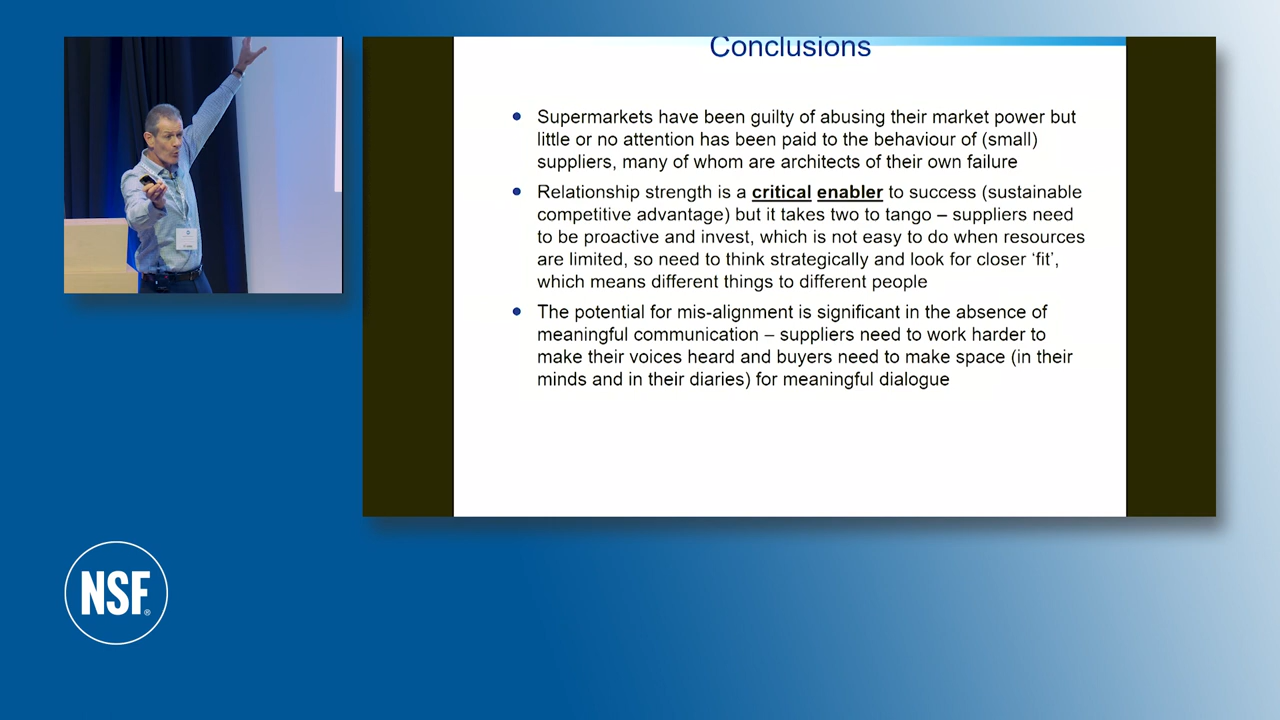 Conclusions
Supermarkets have been guilty of abusing their market power but
little or no attention has been paid to the behaviour of (small)
suppliers, many of whom are architects of their own failure
Relationship strength is a critical enabler to success (sustainable
competitive advantage) but it takes two to tango – suppliers need
to be proactive and invest, which is not easy to do when resources
are limited, so need to think strategically and look for closer ‘fit’,
which means different things to different people
The potential for mis-alignment is significant in the absence of
meaningful communication – suppliers need to work harder to
make their voices heard and buyers need to make space (in their
minds and in their diaries) for meaningful dialogue
NSF®